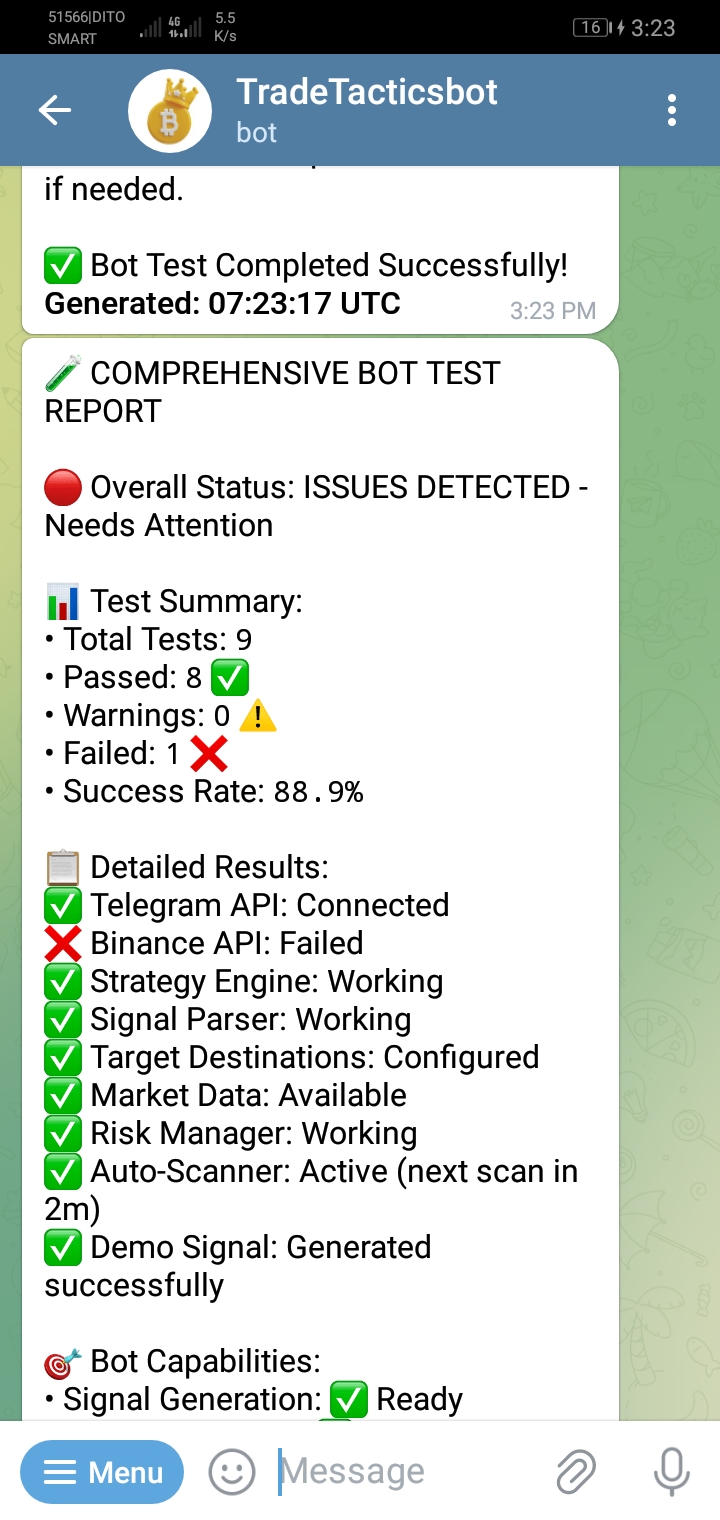 51566|DITO
SMART
4G
5.5
K/s
16
3:23
TradeTacticsbot
bot
if needed.
✅ Bot Test Completed Successfully!
Generated: 07:23:17 UTC
3:23 PM
🧪 COMPREHENSIVE BOT TEST
REPORT
🔴 Overall Status: ISSUES DETECTED -
Needs Attention
📊 Test Summary:
• Total Tests: 9
• Passed: 8 ✅
• Warnings: 0 ⚠️
• Failed: 1 ❌
• Success Rate: 88.9%
📋 Detailed Results:
✅ Telegram API: Connected
❌ Binance API: Failed
✅ Strategy Engine: Working
✅ Signal Parser: Working
✅ Target Destinations: Configured
✅ Market Data: Available
✅ Risk Manager: Working
✅ Auto-Scanner: Active (next scan in
2m)
✅ Demo Signal: Generated
successfully
🎯 Bot Capabilities:
• Signal Generation: ✅ Ready
Menu
Message